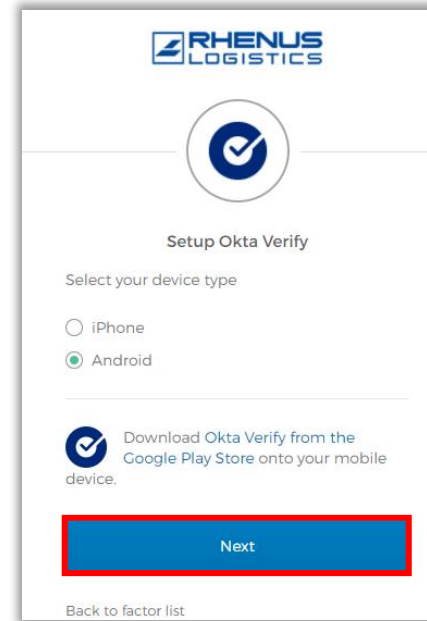 RHENUS
LOGISTICS
Setup Okta Verify
Select your device type
iPhone
Android
Download Okta Verify from the
Google Play Store onto your mobile
device.
Next
Back to factor list